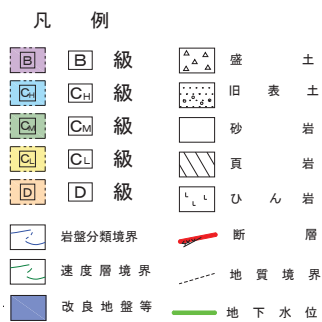 凡 例
B B 級
CH CH 級
CM CM 級
CL CL 級
D D 級
岩盤分類境界
速度層境界
改良地盤等
盛 土
旧 表 土
砂 岩
頁 岩
ひ ん 岩
断 層
地 質 境 界
地 下 水 位